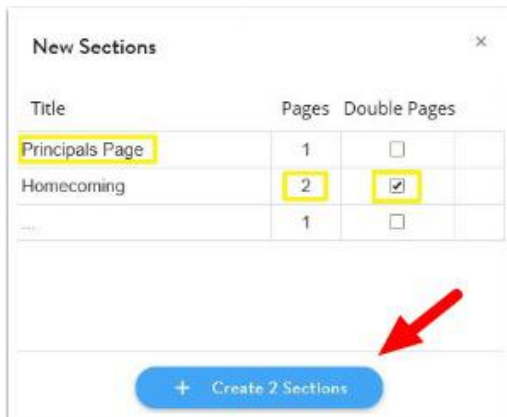 New Sections ×
Title Pages Double Pages
Principals Page 1
Homecoming 2
... 1
+ Create 2 Sections